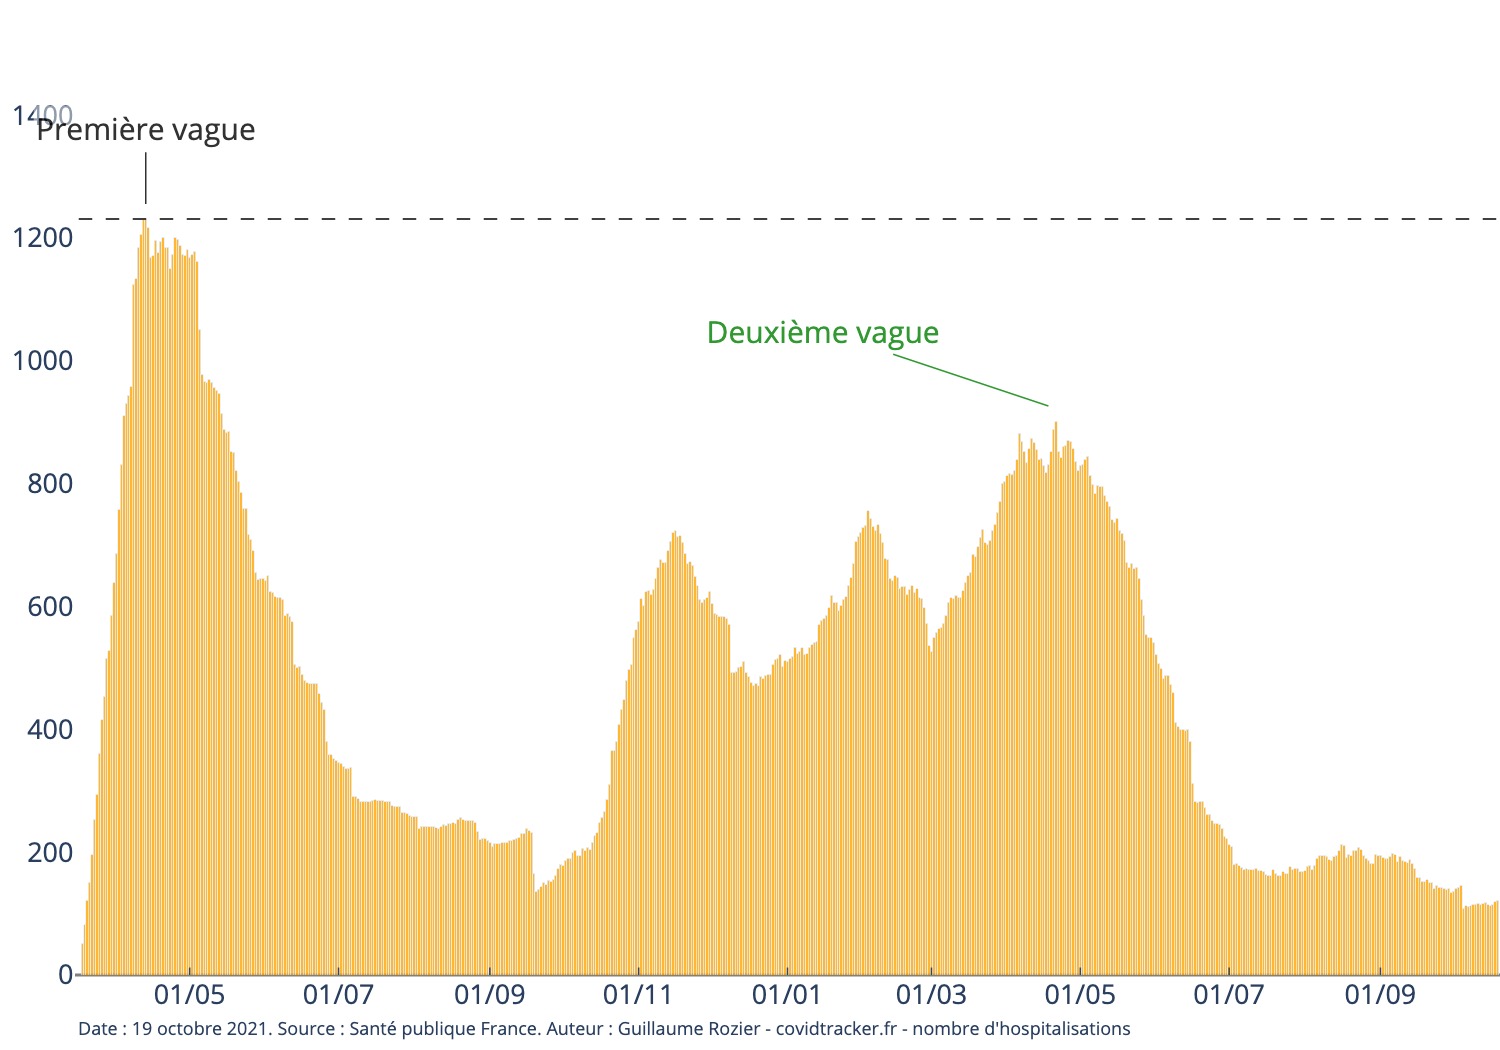 1400
Première vague
1200
Deuxième vague
1000
800
600
400
200
0
01/05 01/07 01/09 01/11 01/01 01/03 01/05 01/07 01/09
Date : 19 octobre 2021. Source : Santé publique France. Auteur : Guillaume Rozier - covidtracker.fr - nombre d'hospitalisations